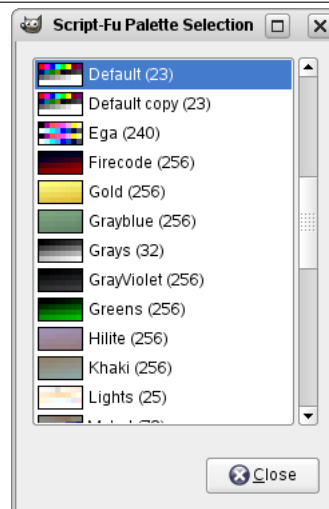 Script-Fu Palette Selection
Default (23)
Default copy (23)
Ega (240)
Firecode (256)
Gold (256)
Grayblue (256)
Grays (32)
GrayViolet (256)
Greens (256)
Hilite (256)
Khaki (256)
Lights (25)
Close